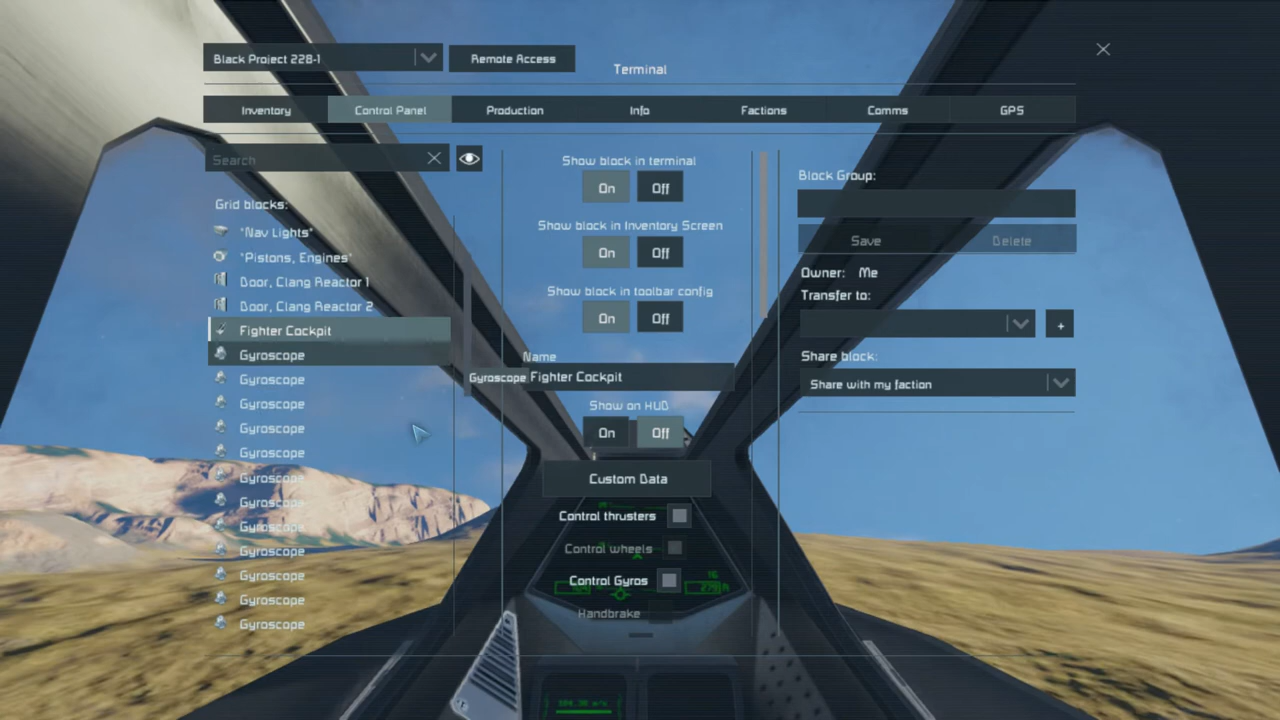 Black Project 22B-1
Remote Access
Terminal
Inventory
Control Panel
Production
Info
Factions
Comms
GPS
Search
Grid blocks:
*Nav Lights*
*Pistons, Engines*
Door, Clang Reactor 1
Door, Clang Reactor 2
Fighter Cockpit
Gyroscope
Gyroscope
Gyroscope
Gyroscope
Gyroscope
Gyroscope
Gyroscope
Gyroscope
Gyroscope
Gyroscope
Gyroscope
Gyroscope
Gyroscope
Show block in terminal
On Off
Show block in Inventory Screen
On Off
Show block in toolbar config
On Off
Name
Fighter Cockpit
Show on HUD
On Off
Custom Data
Control thrusters
Control wheels
Control Gyros
Handbrake
Block Group:
Save Delete
Owner: Me
Transfer to:
+
Share block:
Share with my faction